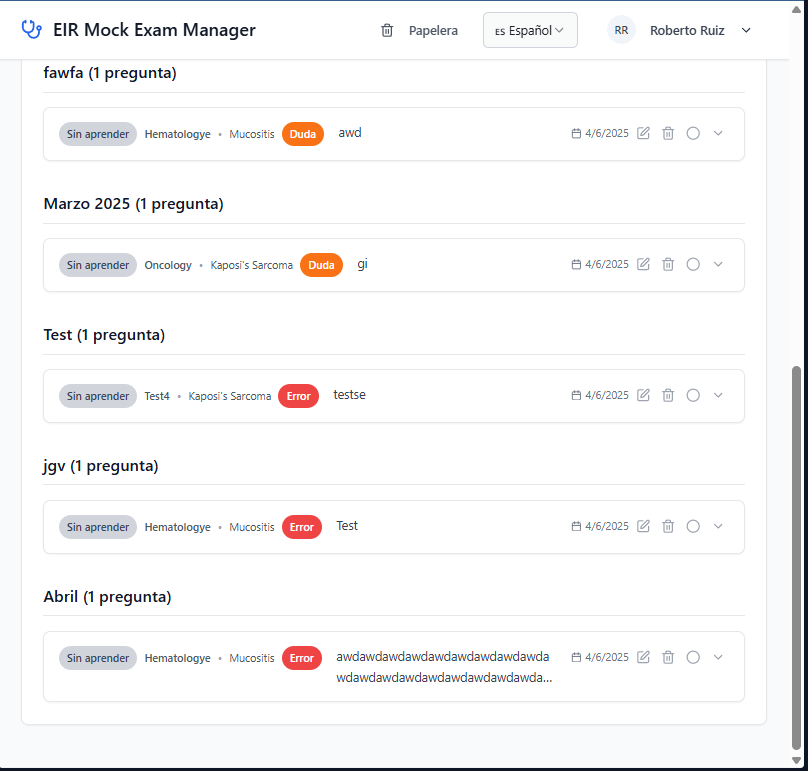 EIR Mock Exam Manager Papelera ES Español RR Roberto Ruiz
fawfa (1 pregunta)
Sin aprender Hematologye • Mucositis Duda awd 4/6/2025
Marzo 2025 (1 pregunta)
Sin aprender Oncology • Kaposi's Sarcoma Duda gi 4/6/2025
Test (1 pregunta)
Sin aprender Test4 • Kaposi's Sarcoma Error testse 4/6/2025
jgv (1 pregunta)
Sin aprender Hematologye • Mucositis Error Test 4/6/2025
Abril (1 pregunta)
Sin aprender Hematologye • Mucositis Error awdawdawdawdawdawdawdawdawda 4/6/2025
wdawdawdawdawdawdawdawdawda...